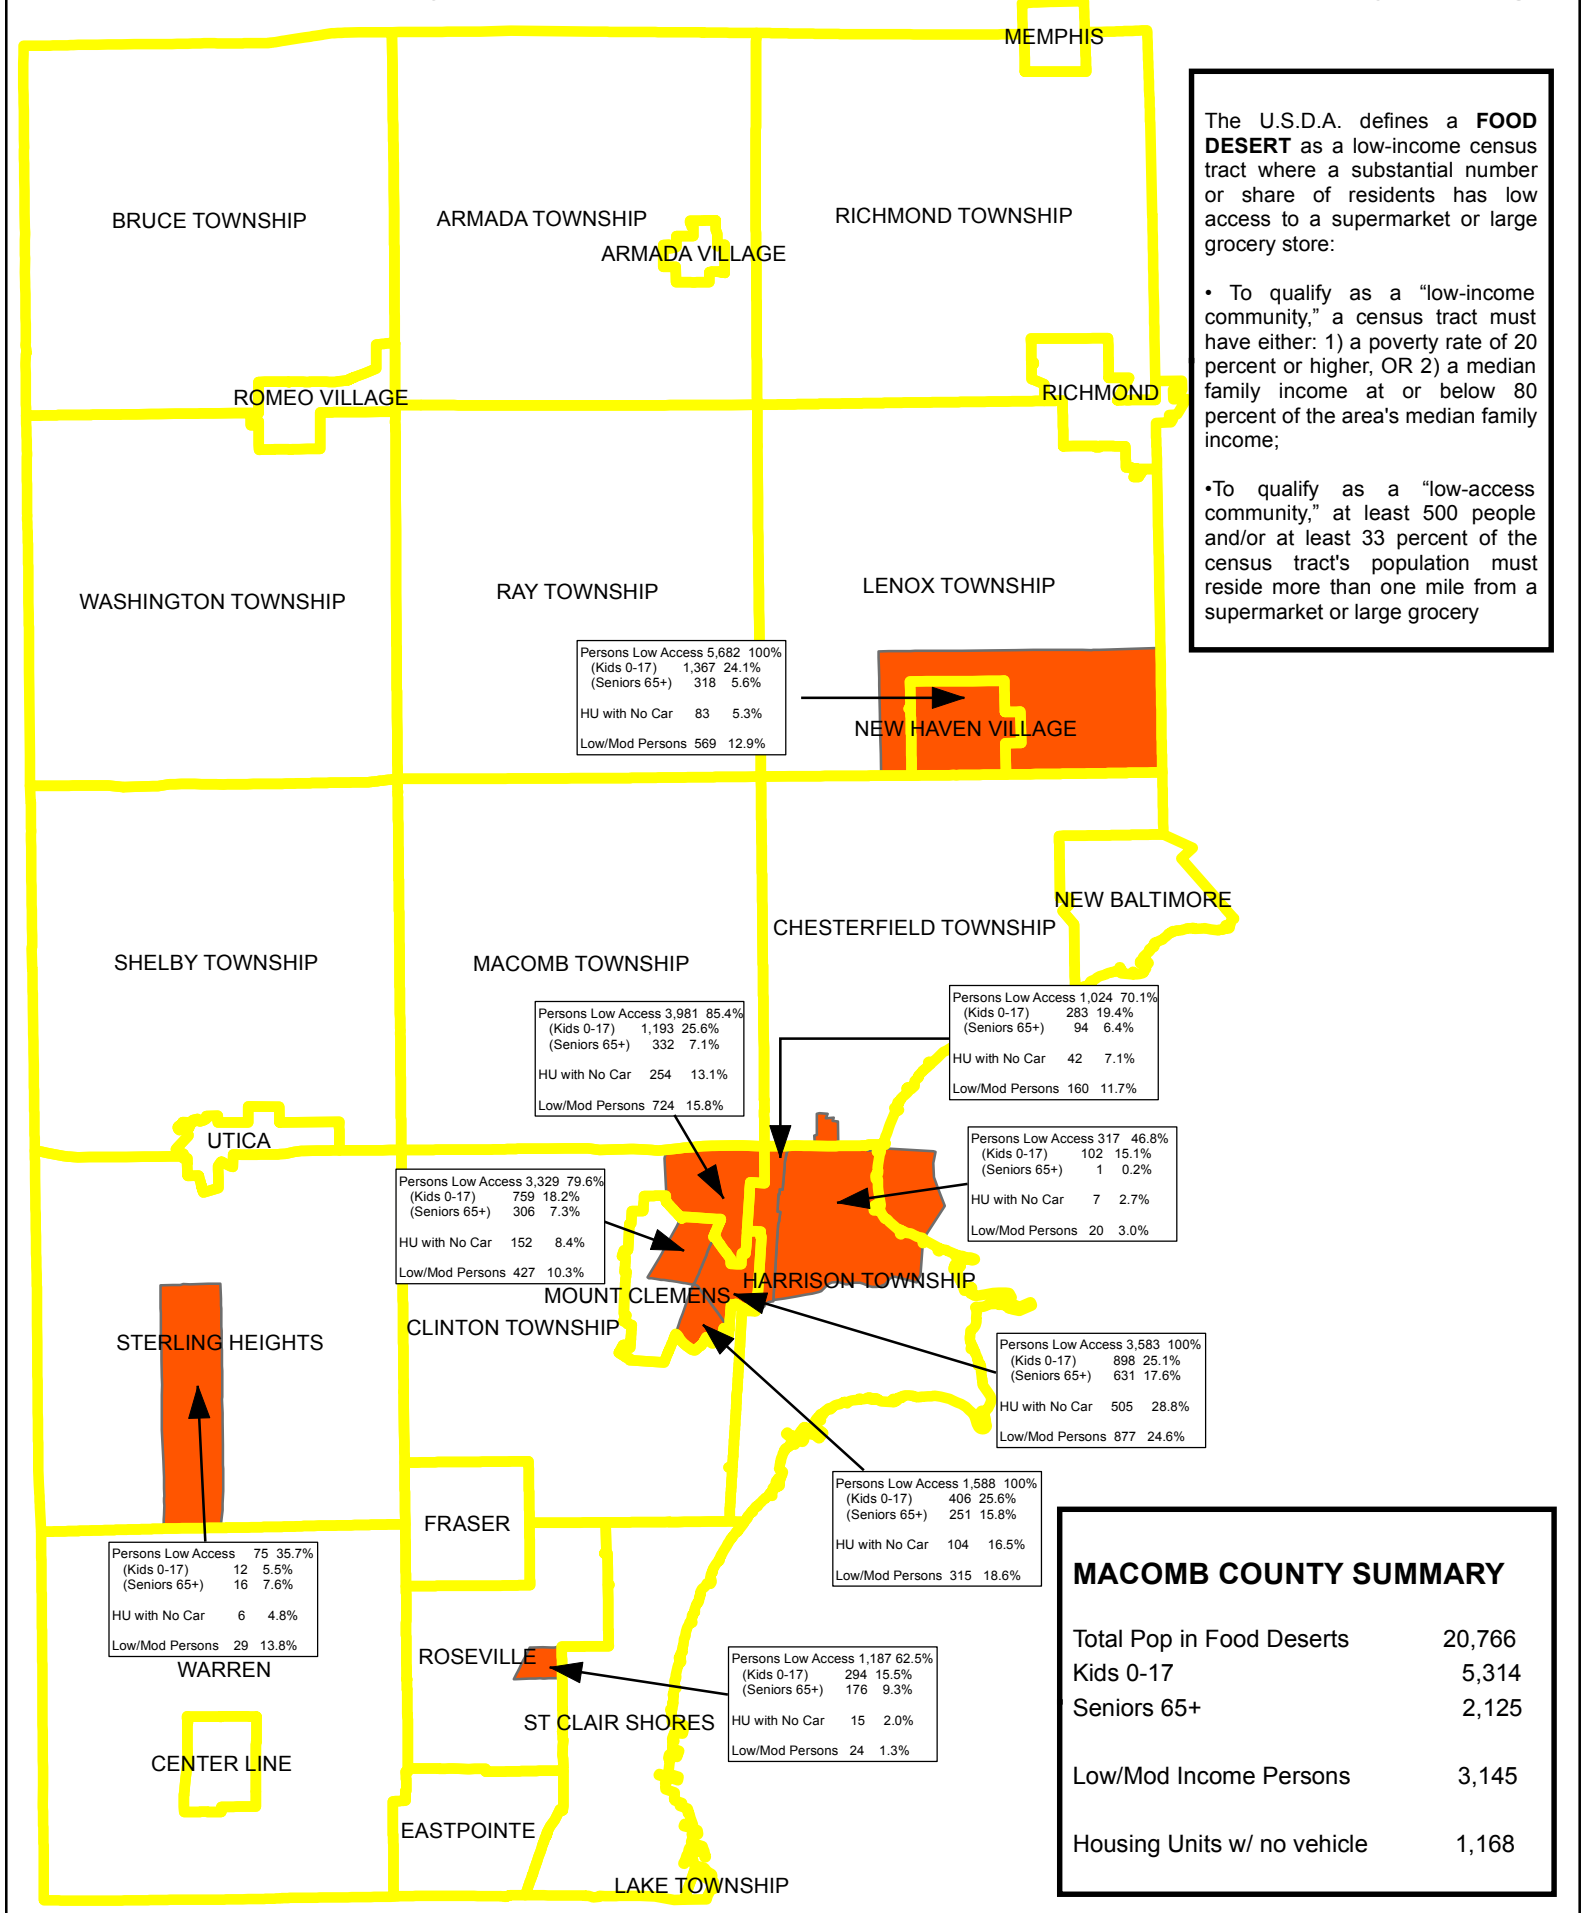 MEMPHIS
The U.S.D.A. defines a FOOD
DESERT as a low-income census
tract where a substantial number
or share of residents has low
access to a supermarket or large
grocery store:
• To qualify as a “low-income
community,” a census tract must
have either: 1) a poverty rate of 20
percent or higher, OR 2) a median
family income at or below 80
percent of the area's median family
income;
•To qualify as a “low-access
community,” at least 500 people
and/or at least 33 percent of the
census tract's population must
reside more than one mile from a
supermarket or large grocery
BRUCE TOWNSHIP
ARMADA TOWNSHIP
RICHMOND TOWNSHIP
ARMADA VILLAGE
ROMEO VILLAGE
RICHMOND
WASHINGTON TOWNSHIP
RAY TOWNSHIP
LENOX TOWNSHIP
Persons Low Access 5,682 100%
(Kids 0-17) 1,367 24.1%
(Seniors 65+) 318 5.6%
HU with No Car 83 5.3%
Low/Mod Persons 569 12.9%
NEW HAVEN VILLAGE
NEW BALTIMORE
CHESTERFIELD TOWNSHIP
SHELBY TOWNSHIP
MACOMB TOWNSHIP
Persons Low Access 3,981 85.4%
(Kids 0-17) 1,193 25.6%
(Seniors 65+) 332 7.1%
HU with No Car 254 13.1%
Low/Mod Persons 724 15.8%
Persons Low Access 1,024 70.1%
(Kids 0-17) 283 19.4%
(Seniors 65+) 94 6.4%
HU with No Car 42 7.1%
Low/Mod Persons 160 11.7%
UTICA
Persons Low Access 317 46.8%
(Kids 0-17) 102 15.1%
(Seniors 65+) 1 0.2%
HU with No Car 7 2.7%
Low/Mod Persons 20 3.0%
Persons Low Access 3,329 79.6%
(Kids 0-17) 759 18.2%
(Seniors 65+) 306 7.3%
HU with No Car 152 8.4%
Low/Mod Persons 427 10.3%
HARRISON TOWNSHIP
MOUNT CLEMENS
CLINTON TOWNSHIP
STERLING HEIGHTS
Persons Low Access 3,583 100%
(Kids 0-17) 898 25.1%
(Seniors 65+) 631 17.6%
HU with No Car 505 28.8%
Low/Mod Persons 877 24.6%
Persons Low Access 1,588 100%
(Kids 0-17) 406 25.6%
(Seniors 65+) 251 15.8%
HU with No Car 104 16.5%
Low/Mod Persons 315 18.6%
FRASER
Persons Low Access 75 35.7%
(Kids 0-17) 12 5.5%
(Seniors 65+) 16 7.6%
HU with No Car 6 4.8%
Low/Mod Persons 29 13.8%
WARREN
ROSEVILLE
Persons Low Access 1,187 62.5%
(Kids 0-17) 294 15.5%
(Seniors 65+) 176 9.3%
HU with No Car 15 2.0%
Low/Mod Persons 24 1.3%
ST CLAIR SHORES
CENTER LINE
EASTPOINTE
LAKE TOWNSHIP
MACOMB COUNTY SUMMARY
Total Pop in Food Deserts 20,766
Kids 0-17 5,314
Seniors 65+ 2,125
Low/Mod Income Persons 3,145
Housing Units w/ no vehicle 1,168